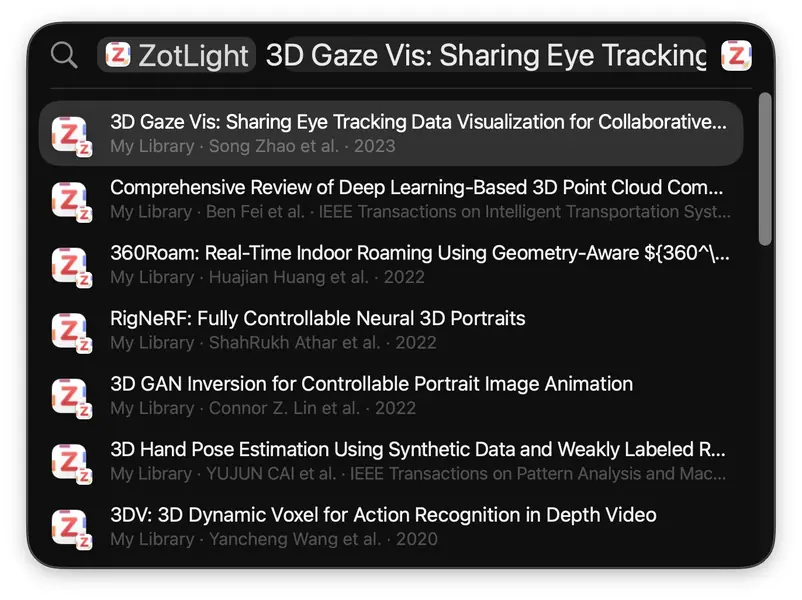 ZotLight 3D Gaze Vis: Sharing Eye Tracking
3D Gaze Vis: Sharing Eye Tracking Data Visualization for Collaborative...
My Library · Song Zhao et al. · 2023
Comprehensive Review of Deep Learning-Based 3D Point Cloud Com...
My Library · Ben Fei et al. · IEEE Transactions on Intelligent Transportation Syst...
360Roam: Real-Time Indoor Roaming Using Geometry-Aware ${360^\...
My Library · Huajian Huang et al. · 2022
RigNeRF: Fully Controllable Neural 3D Portraits
My Library · ShahRukh Athar et al. · 2022
3D GAN Inversion for Controllable Portrait Image Animation
My Library · Connor Z. Lin et al. · 2022
3D Hand Pose Estimation Using Synthetic Data and Weakly Labeled R...
My Library · YUJUN CAI et al. · IEEE Transactions on Pattern Analysis and Mac...
3DV: 3D Dynamic Voxel for Action Recognition in Depth Video
My Library · Yancheng Wang et al. · 2020